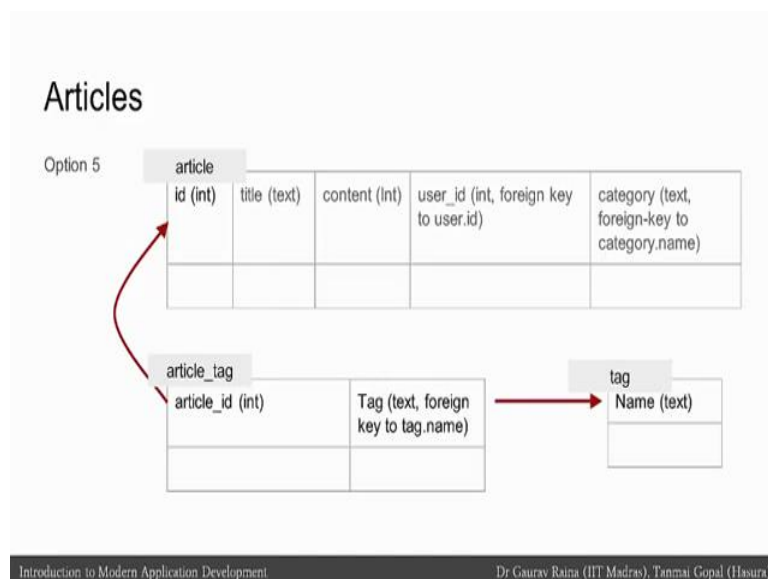 Articles
Option 5
article
id (int)
title (text)
content (Int)
user_id (int, foreign key
to user.id)
category (text,
foreign-key to
category.name)
article_tag
article_id (int)
Tag (text, foreign
key to tag.name)
tag
Name (text)
Introduction to Modern Application Development
Dr Gaurav Raina (IIT Madras), Tanmai Gopal (Hasura